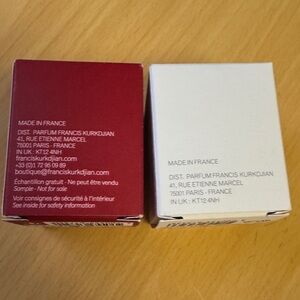 MADE IN FRANCE
DIST. PARFUM FRANCIS KURKDJIAN
41, RUE ETIENNE MARCEL
75001 PARIS - FRANCE
IN UK : KT12 4NH
franciskurkdjian.com
+33 (0)1 72 95 09 89
boutique@franciskurkdjian.com
Échantillon gratuit - Ne peut être vendu
Sample - Not for sale
Voir consignes de sécurité à l'intérieur
See inside for safety information
MADE IN FRANCE
DIST. PARFUM FRANCIS KURKDJIAN
41, RUE ETIENNE MARCEL
75001 PARIS - FRANCE
IN UK : KT12 4NH